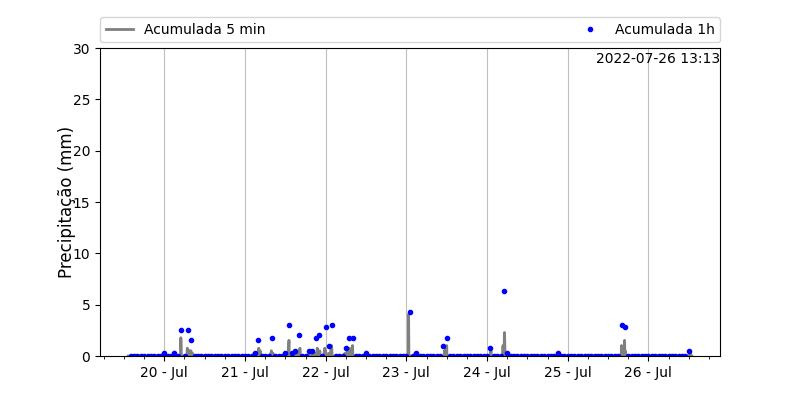 Acumulada 5 min
Acumulada 1h
2022-07-26 13:13
Precipitação (mm)
30
25
20
15
10
5
0
20 - Jul
21 - Jul
22 - Jul
23 - Jul
24 - Jul
25 - Jul
26 - Jul